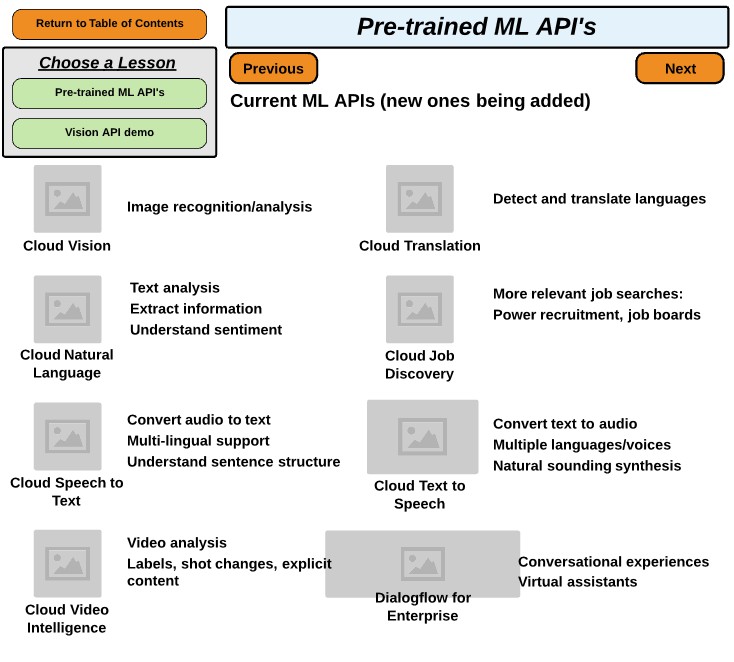 Return to Table of Contents
Pre-trained ML API's
Choose a Lesson
Pre-trained ML API's
Vision API demo
Previous
Next
Current ML APIs (new ones being added)
Image recognition/analysis
Cloud Vision
Detect and translate languages
Cloud Translation
Text analysis
Extract information
Understand sentiment
Cloud Natural
Language
More relevant job searches:
Power recruitment, job boards
Cloud Job
Discovery
Convert audio to text
Multi-lingual support
Understand sentence structure
Cloud Speech to
Text
Convert text to audio
Multiple languages/voices
Natural sounding synthesis
Cloud Text to
Speech
Video analysis
Labels, shot changes, explicit
content
Cloud Video
Intelligence
Conversational experiences
Virtual assistants
Dialogflow for
Enterprise